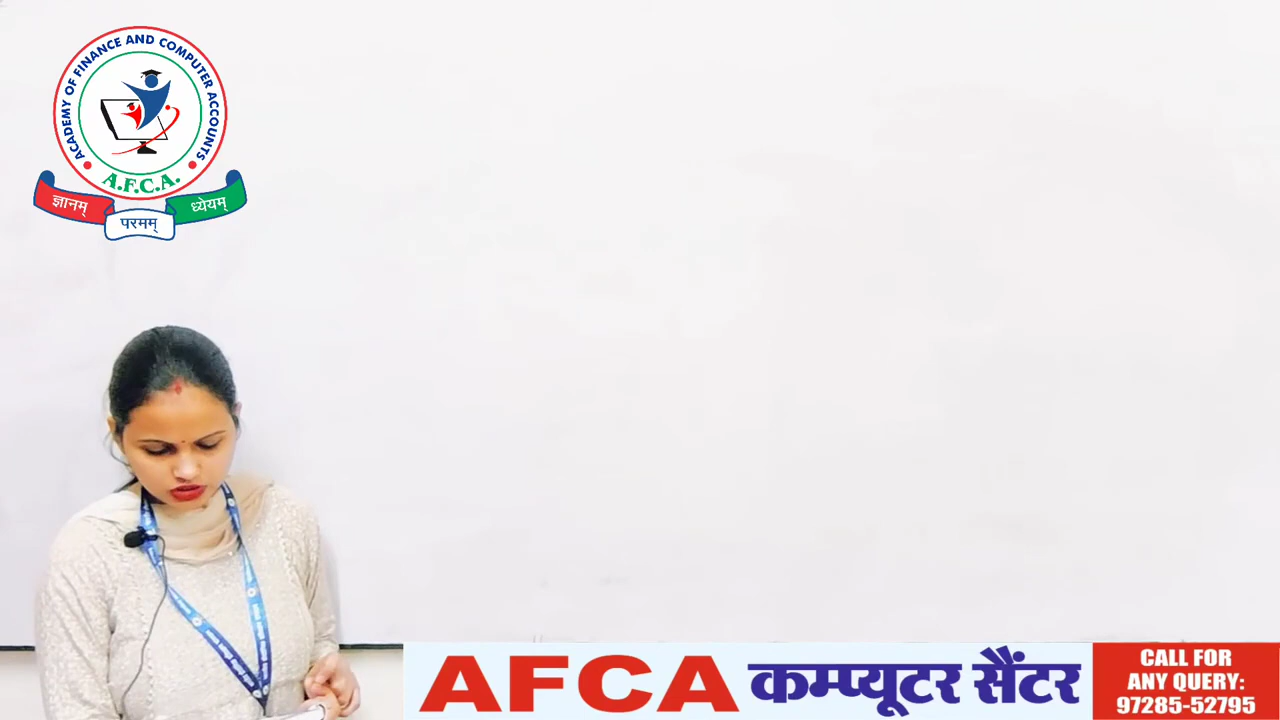 ACADEMY OF FINANCE AND COMPUTER ACCOUNTS
A.F.C.A.
ज्ञानम्
परमम्
ध्येयम्
AFCA कम्प्यूटर सैंटर
CALL FOR
ANY QUERY:
97285-52795